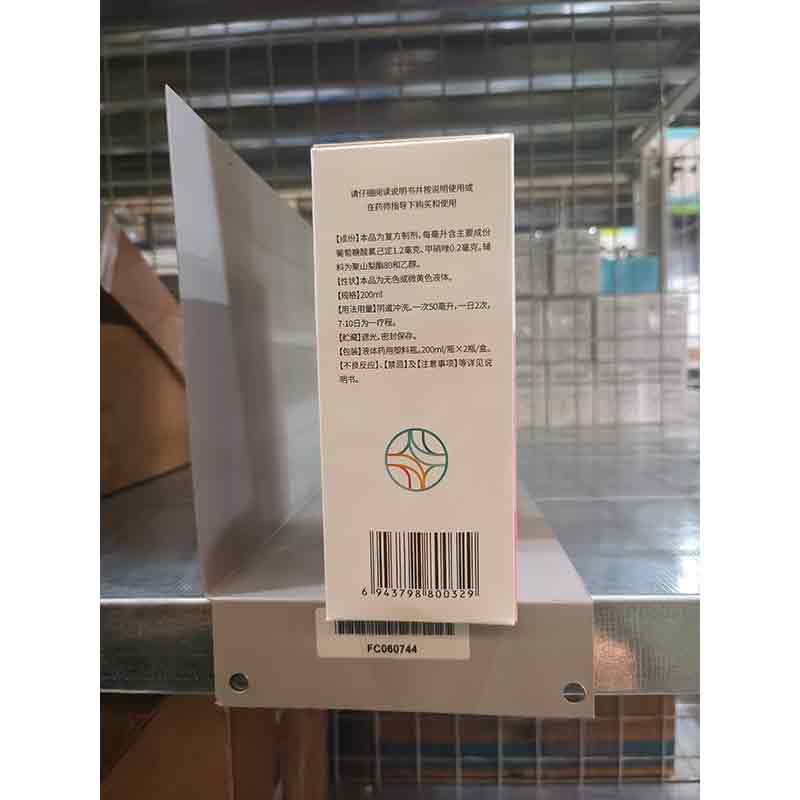 请仔细阅读说明书并按说明使用或
在药师指导下购买和使用
【成份】本品为复方制剂,每毫升含主要成份
葡萄糖酸氯己定1.2毫克、甲硝唑0.2毫克。辅
料为聚山梨酯80和乙醇。
【性状】本品为无色或微黄色液体。
【规格】200ml
【用法用量】阴道冲洗,一次50毫升,一日2次,
7-10日为一疗程。
【贮藏】遮光,密封保存。
【包装】液体药用塑料瓶。200ml/瓶×2瓶/盒。
【不良反应】、【禁忌】及【注意事项】等详见说
明书。
6 943798 800329
FC060744